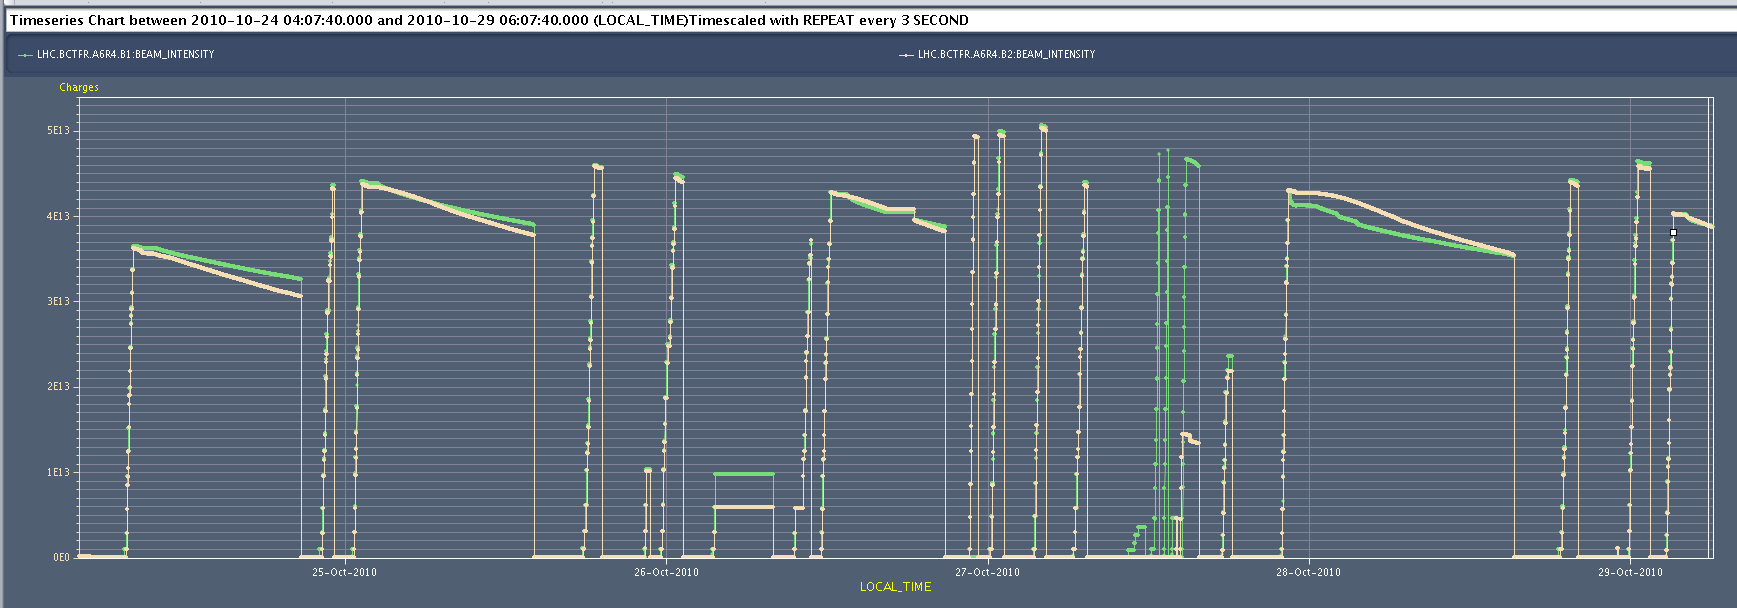 Timeseries Chart between 2010-10-24 04:07:40.000 and 2010-10-29 06:07:40.000 (LOCAL_TIME)Timescaled with REPEAT every 3 SECOND
LHC.BCTFR.A6R4.B1:BEAM_INTENSITY LHC.BCTFR.A6R4.B2:BEAM_INTENSITY
Charges
5E13
4E13
3E13
2E13
1E13
0E0
25-Oct-2010 26-Oct-2010 27-Oct-2010 28-Oct-2010 29-Oct-2010
LOCAL_TIME